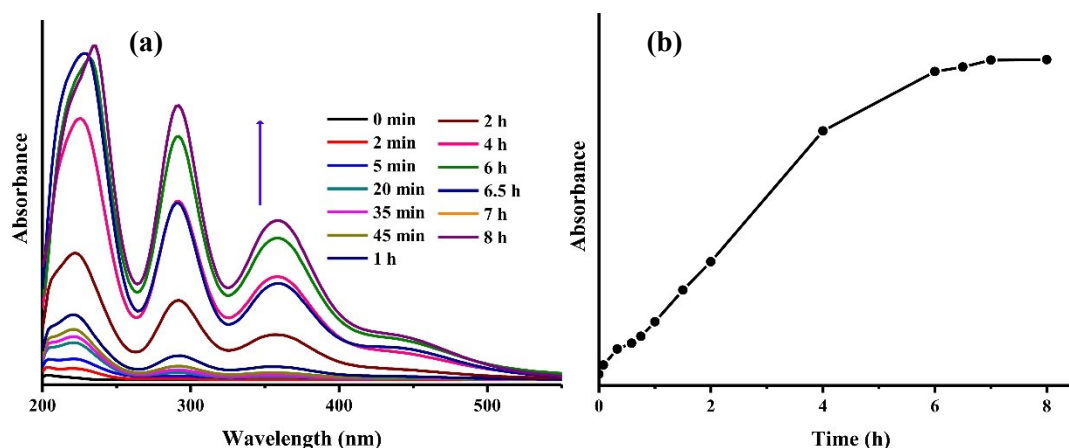 (a)
Absorbance
0 min
2 min
5 min
20 min
35 min
45 min
1 h
2 h
4 h
6 h
6.5 h
7 h
8 h
200 300 400 500
Wavelength (nm)
(b)
Absorbance
0 2 4 6 8
Time (h)